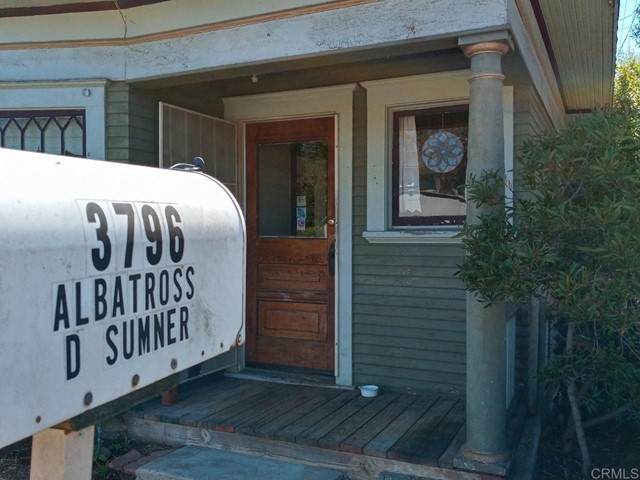 3796
ALBATROSS
D SUMNER
CRMLS